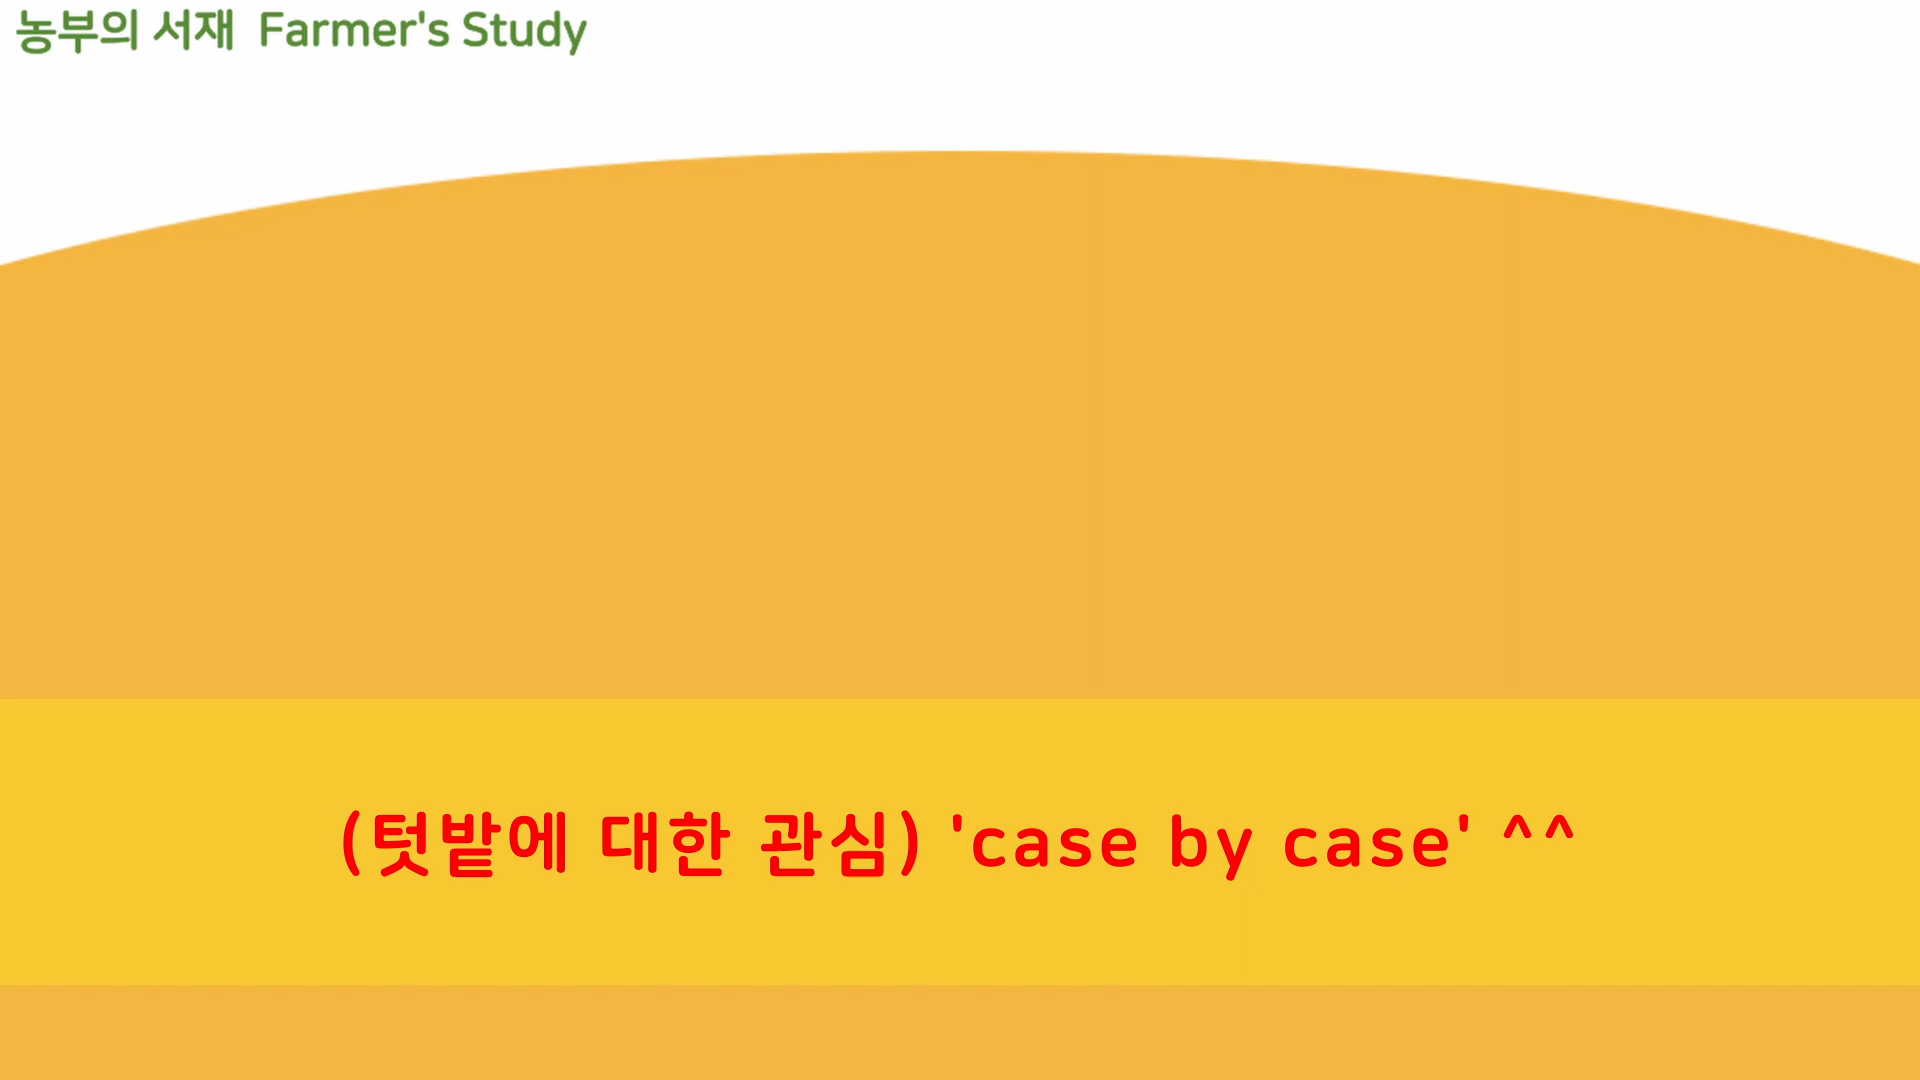 농부의 서재 Farmer's Study
(텃밭에 대한 관심) 'case by case' ^^